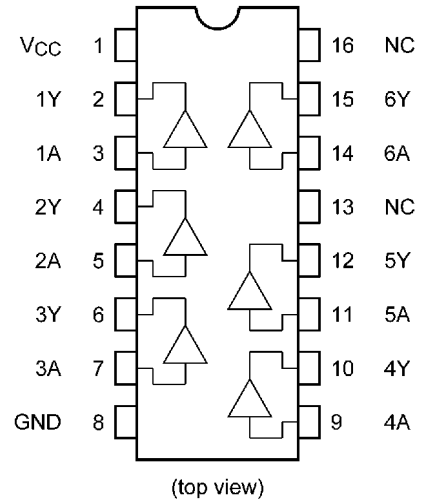 VCC 1 16 NC
1Y 2 15 6Y
1A 3 14 6A
2Y 4 13 NC
2A 5 12 5Y
3Y 6 11 5A
3A 7 10 4Y
GND 8 9 4A
(top view)